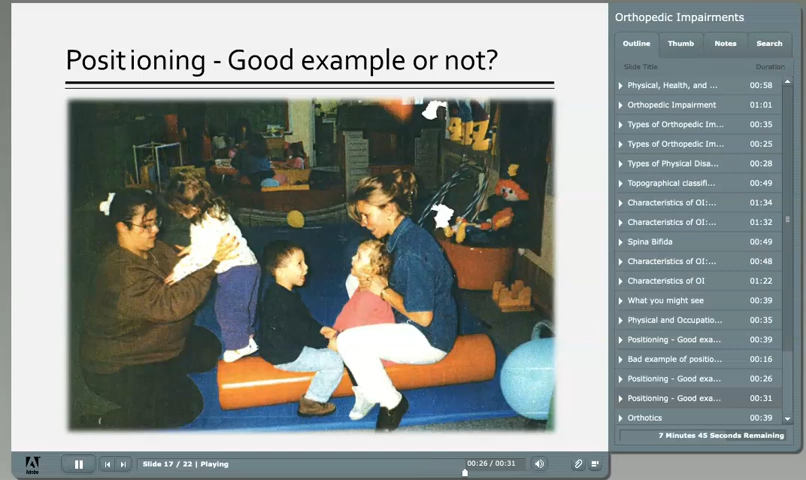 Positioning - Good example or not?
Orthopedic Impairments
Outline Thumb Notes Search
Slide Title Duration
Physical, Health, and ... 00:58
Orthopedic Impairment 01:01
Types of Orthopedic Im... 00:35
Types of Orthopedic Im... 00:25
Types of Physical Disa... 00:28
Topographical classifi... 00:49
Characteristics of OI:... 01:34
Characteristics of OI:... 01:32
Spina Bifida 00:49
Characteristics of OI:... 00:48
Characteristics of OI 01:22
What you might see 00:39
Physical and Occupatio... 00:35
Positioning - Good exa... 00:39
Bad example of positio... 00:16
Positioning - Good exa... 00:26
Positioning - Good exa... 00:31
Orthotics 00:39
7 Minutes 45 Seconds Remaining
Adobe
Slide 17 / 22 | Playing
00:26 / 00:31